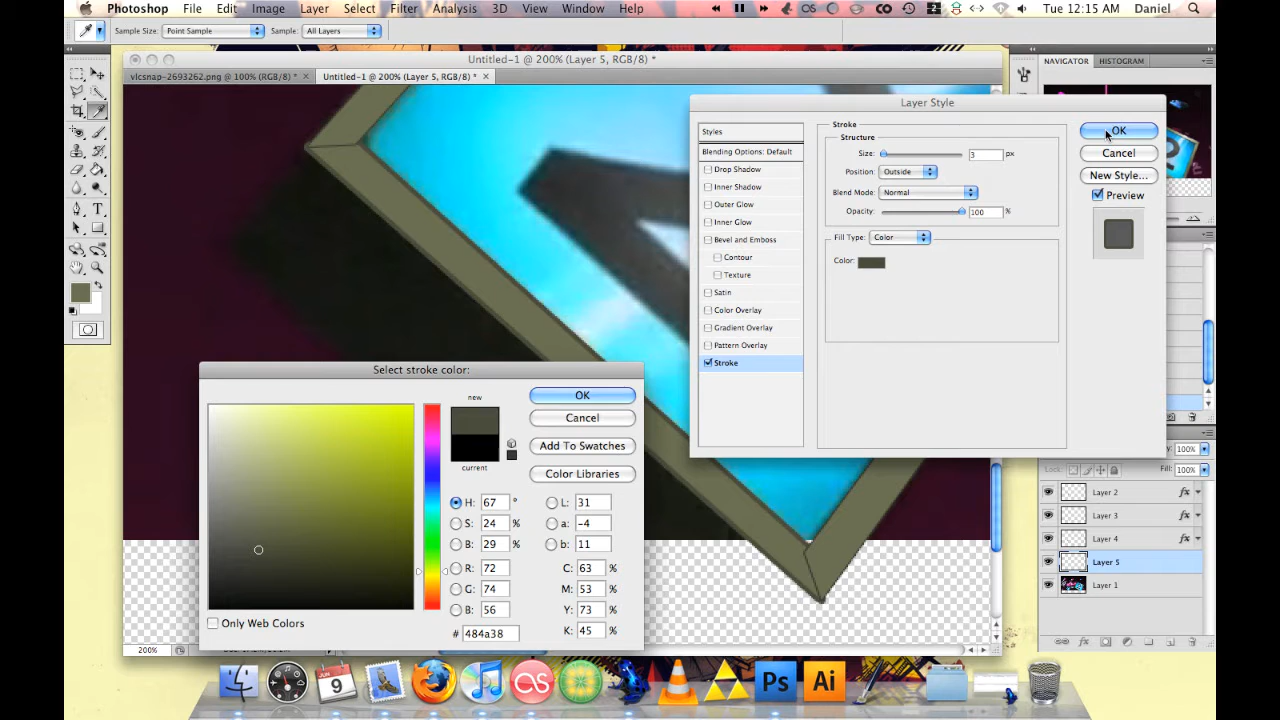 Photoshop File Edit Image Layer Select Filter Analysis 3D View Window Help Tue 12:15 AM Daniel
Sample Size: Point Sample Sample: All Layers
Untitled-1 @ 200% (Layer 5, RGB/8) *
vlcsnap-2693262.png @ 100% (RGB/8) * Untitled-1 @ 200% (Layer 5, RGB/8) *
NAVIGATOR HISTOGRAM
Layer Style
Styles
Blending Options: Default
Drop Shadow
Inner Shadow
Outer Glow
Inner Glow
Bevel and Emboss
Contour
Texture
Satin
Color Overlay
Gradient Overlay
Pattern Overlay
Stroke
Stroke
Structure
Size: 3 px
Position: Outside
Blend Mode: Normal
Opacity: 100 %
Fill Type: Color
Color:
OK
Cancel
New Style...
Preview
Select stroke color:
new
current
OK
Cancel
Add To Swatches
Color Libraries
H: 67 °
S: 24 %
B: 29 %
R: 72
G: 74
B: 56
# 484a38
L: 31
a: -4
b: 11
C: 63 %
M: 53 %
Y: 73 %
K: 45 %
Only Web Colors
100%
Lock: Fill: 100%
Layer 2 fx
Layer 3 fx
Layer 4 fx
Layer 5
Layer 1
200%
9
Ps Ai